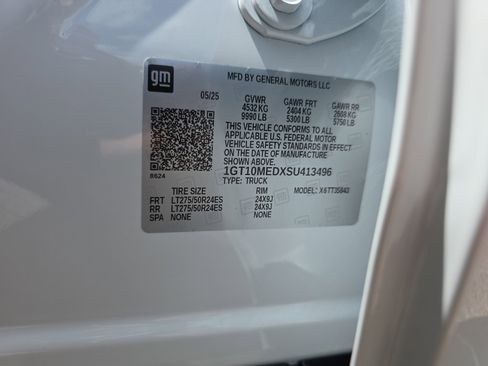 gm
MFD BY GENERAL MOTORS LLC
05/25 GVWR GAWR FRT GAWR RR
4532 KG 2404 KG 2608 KG
9990 LB 5300 LB 5750 LB
THIS VEHICLE CONFORMS TO ALL
APPLICABLE U.S. FEDERAL MOTOR
VEHICLE SAFETY STANDARDS IN
EFFECT ON THE DATE OF MANUFACTURE
SHOWN ABOVE.
1GT10MEDXSU413496
8624 TYPE: TRUCK MODEL: X6TT35843
TIRE SIZE RIM
FRT LT275/50R24ES 24X9J
RR LT275/50R24ES 24X9J
SPA NONE NONE